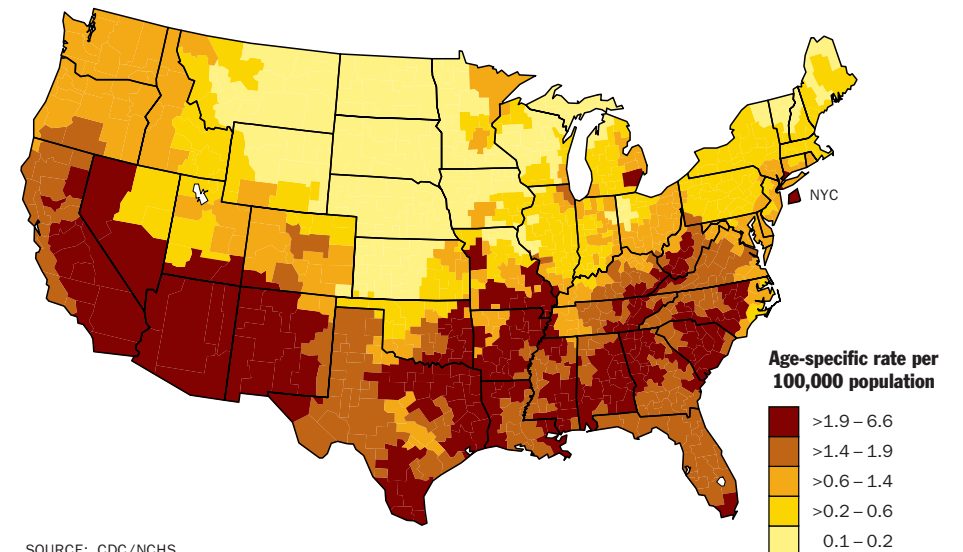 NYC
Age-specific rate per
100,000 population
>1.9 – 6.6
>1.4 – 1.9
>0.6 – 1.4
>0.2 – 0.6
0.1 – 0.2
SOURCE: CDC/NCHS